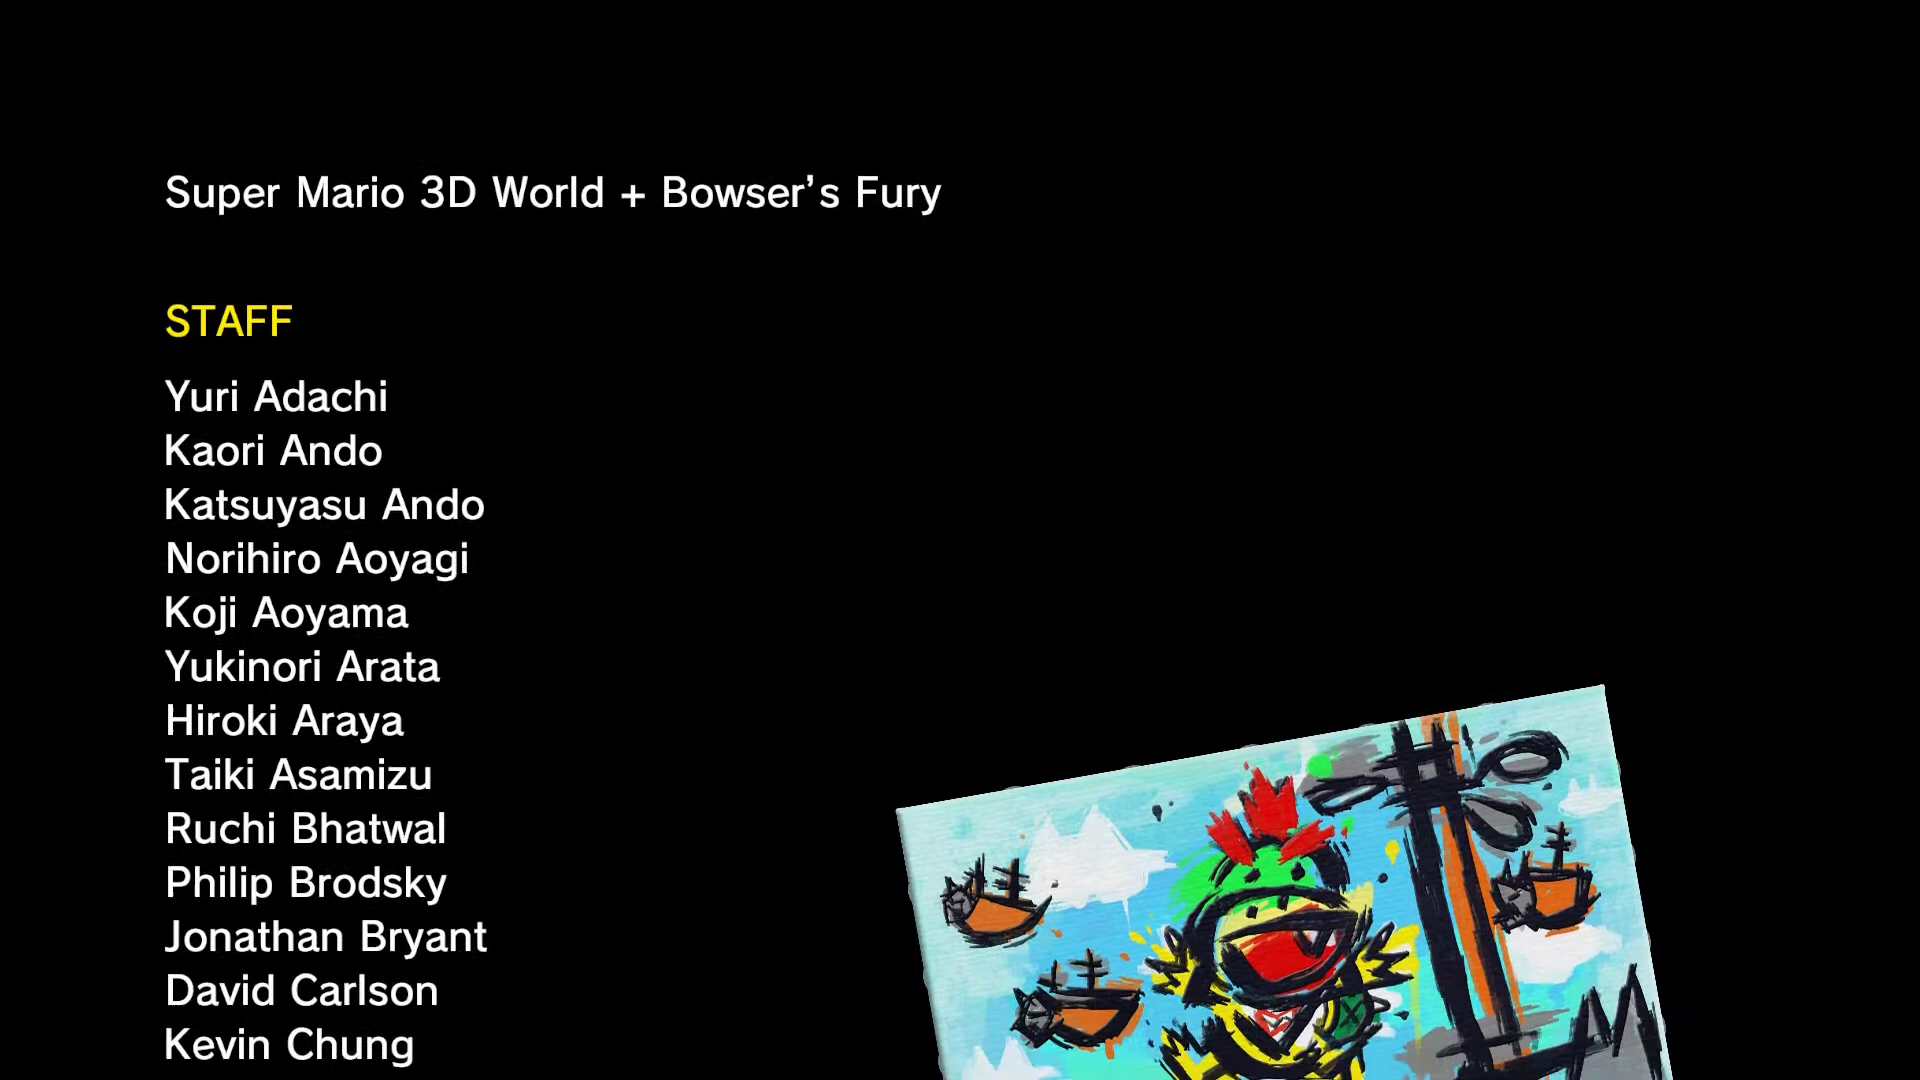 Super Mario 3D World + Bowser’s Fury
STAFF
Yuri Adachi
Kaori Ando
Katsuyasu Ando
Norihiro Aoyagi
Koji Aoyama
Yukinori Arata
Hiroki Araya
Taiki Asamizu
Ruchi Bhatwal
Philip Brodsky
Jonathan Bryant
David Carlson
Kevin Chung